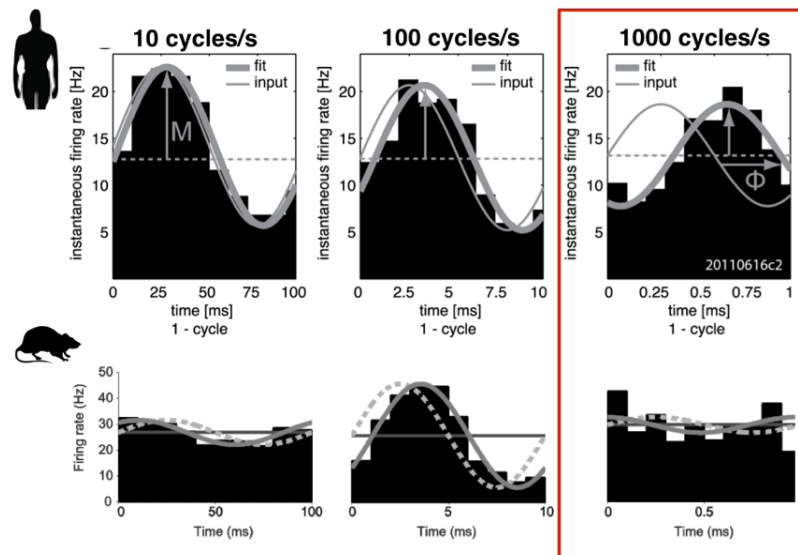 10 cycles/s
100 cycles/s
1000 cycles/s
instantaneous firing rate [Hz]
20
15
10
5
fit
input
M
0
25
50
75
100
time [ms]
1 - cycle
instantaneous firing rate [Hz]
20
15
10
5
fit
input
0
2.5
5
7.5
10
time [ms]
1 - cycle
instantaneous firing rate [Hz]
20
15
10
5
fit
input
Φ
20110616c2
0
0.25
0.5
0.75
1
time [ms]
1 - cycle
Firing rate (Hz)
50
40
30
20
10
0
0
50
100
Time (ms)
0
5
10
Time (ms)
0
0.5
Time (ms)